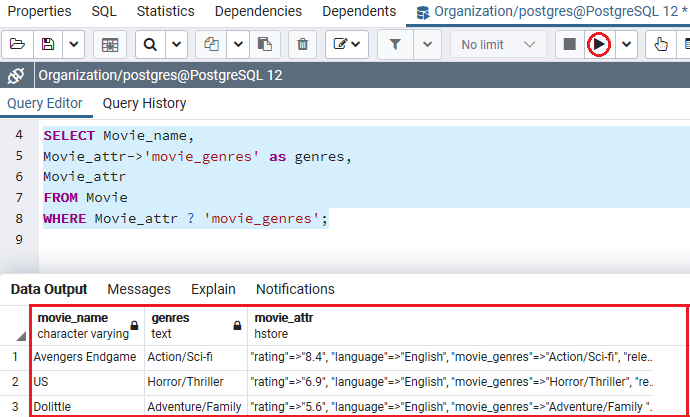 Properties SQL Statistics Dependencies Dependents Organization/postgres@PostgreSQL 12 *
No limit
Organization/postgres@PostgreSQL 12
Query Editor Query History
4 SELECT Movie_name,
5 Movie_attr->'movie_genres' as genres,
6 Movie_attr
7 FROM Movie
8 WHERE Movie_attr ? 'movie_genres';
9
Data Output Messages Explain Notifications
movie_name genres movie_attr
character varying text hstore
1 Avengers Endgame Action/Sci-fi "rating"=>"8.4", "language"=>"English", "movie_genres"=>"Action/Sci-fi", "rele...
2 US Horror/Thriller "rating"=>"6.9", "language"=>"English", "movie_genres"=>"Horror/Thriller", "re...
3 Dolittle Adventure/Family "rating"=>"5.6", "language"=>"English", "movie_genres"=>"Adventure/Family "...